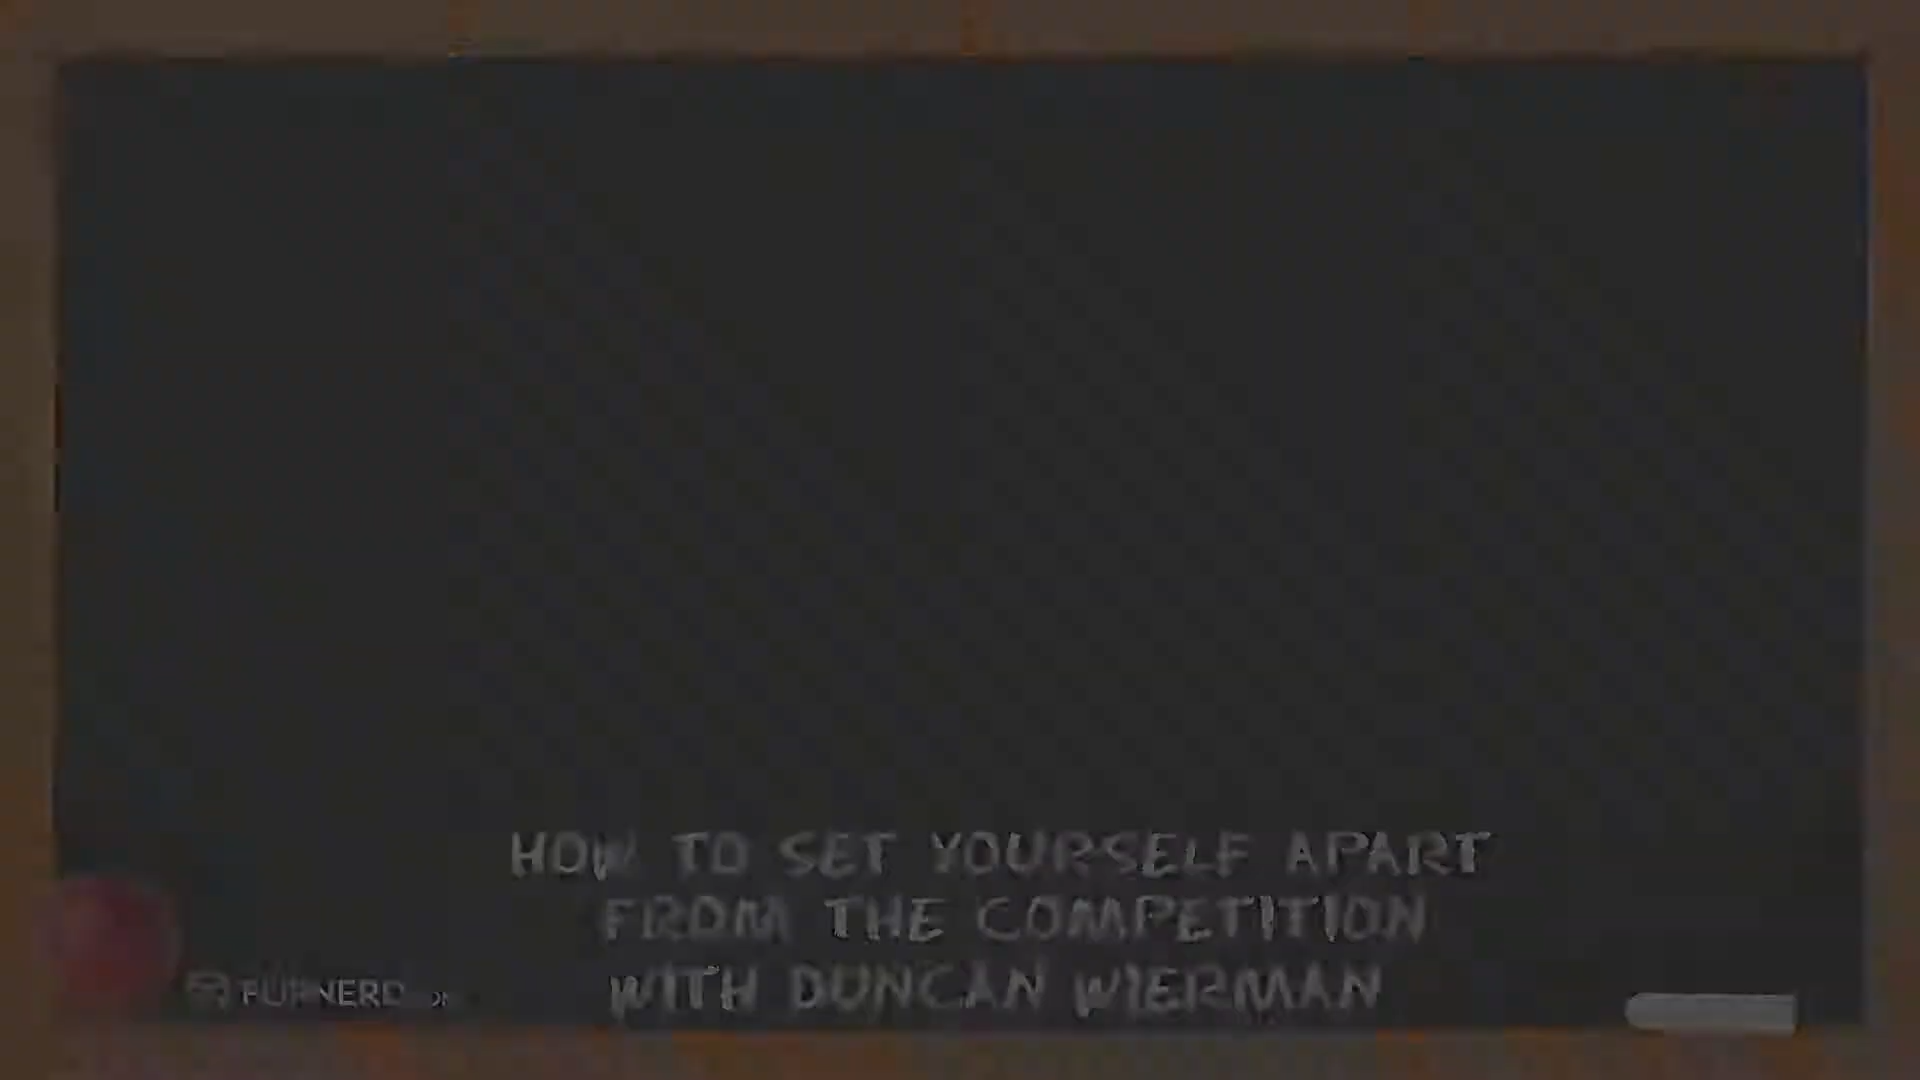 HOW TO SET YOURSELF APART
FROM THE COMPETITION
WITH DUNCAN WIERMAN